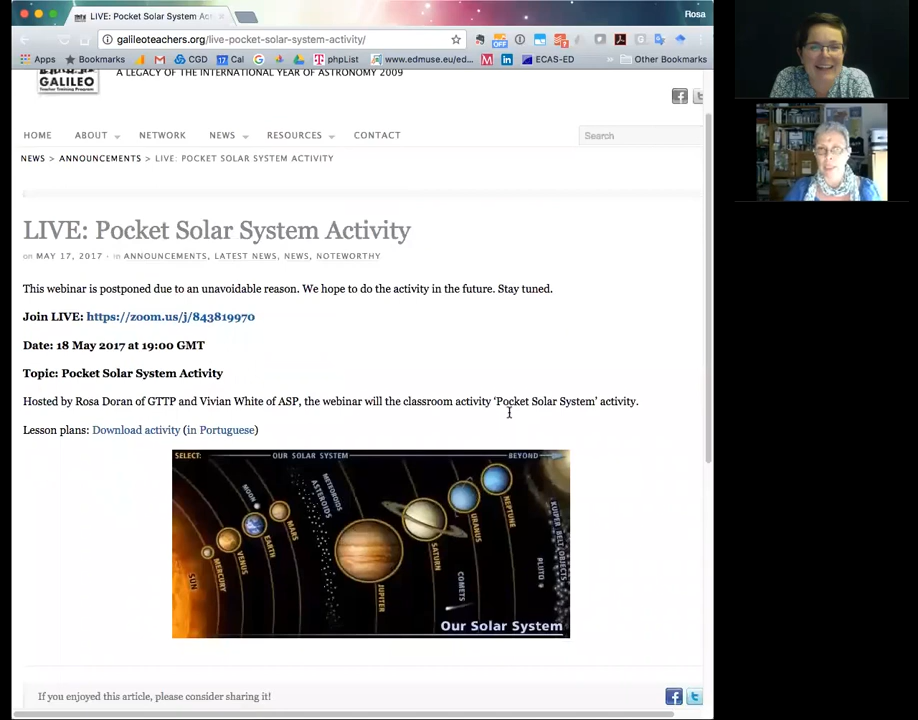 LIVE: Pocket Solar System Act
Rosa
galileoteachers.org/live-pocket-solar-system-activity/
OFF
Apps Bookmarks CGD 17 Cal phpList www.edmuse.eu/ed... ECAS-ED » Other Bookmarks
GALILEO
Teacher Training Program
A LEGACY OF THE INTERNATIONAL YEAR OF ASTRONOMY 2009
HOME ABOUT NETWORK NEWS RESOURCES CONTACT Search
NEWS > ANNOUNCEMENTS > LIVE: POCKET SOLAR SYSTEM ACTIVITY
LIVE: Pocket Solar System Activity
on MAY 17, 2017 · in ANNOUNCEMENTS, LATEST NEWS, NEWS, NOTEWORTHY
This webinar is postponed due to an unavoidable reason. We hope to do the activity in the future. Stay tuned.
Join LIVE: https://zoom.us/j/843819970
Date: 18 May 2017 at 19:00 GMT
Topic: Pocket Solar System Activity
Hosted by Rosa Doran of GTTP and Vivian White of ASP, the webinar will the classroom activity ‘Pocket Solar System’ activity.
Lesson plans: Download activity (in Portuguese)
SELECT: OUR SOLAR SYSTEM BEYOND
SUN
MERCURY
VENUS
MOON
EARTH
MARS
METEOROIDS
ASTEROIDS
JUPITER
SATURN
COMETS
URANUS
NEPTUNE
PLUTO
KUIPER BELT OBJECTS
Our Solar System
If you enjoyed this article, please consider sharing it!